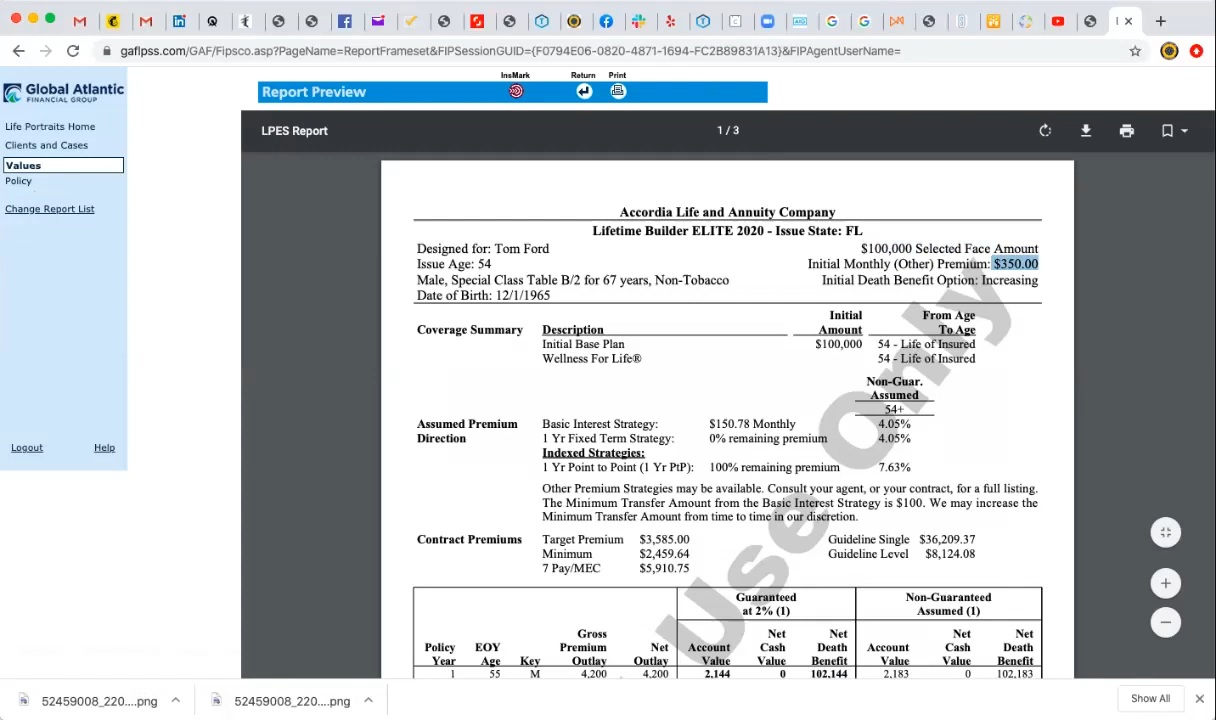 gaflpss.com/GAF/Fipsco.asp?PageName=ReportFrameset&FIPSessionGUID={F0794E06-0820-4871-1694-FC2B89831A13}&FIPAgentUserName=
Global Atlantic
FINANCIAL GROUP
Life Portraits Home
Clients and Cases
Values
Policy
Change Report List
Logout Help
InsMark Return Print
Report Preview
LPES Report 1 / 3
Accordia Life and Annuity Company
Lifetime Builder ELITE 2020 - Issue State: FL
Designed for: Tom Ford $100,000 Selected Face Amount
Issue Age: 54 Initial Monthly (Other) Premium: $350.00
Male, Special Class Table B/2 for 67 years, Non-Tobacco Initial Death Benefit Option: Increasing
Date of Birth: 12/1/1965
Initial From Age
Coverage Summary Description Amount To Age
Initial Base Plan $100,000 54 - Life of Insured
Wellness For Life® 54 - Life of Insured
Non-Guar.
Assumed
54+
Assumed Premium Basic Interest Strategy: $150.78 Monthly 4.05%
Direction 1 Yr Fixed Term Strategy: 0% remaining premium 4.05%
Indexed Strategies:
1 Yr Point to Point (1 Yr PtP): 100% remaining premium 7.63%
Other Premium Strategies may be available. Consult your agent, or your contract, for a full listing.
The Minimum Transfer Amount from the Basic Interest Strategy is $100. We may increase the
Minimum Transfer Amount from time to time in our discretion.
Contract Premiums Target Premium $3,585.00 Guideline Single $36,209.37
Minimum $2,459.64 Guideline Level $8,124.08
7 Pay/MEC $5,910.75
Guaranteed Non-Guaranteed
at 2% (1) Assumed (1)
Gross Net Net Net Net
Policy EOY Premium Net Account Cash Death Account Cash Death
Year Age Key Outlay Outlay Value Value Benefit Value Value Benefit
1 55 M 4,200 4,200 2,144 0 102,144 2,183 0 102,183
Use Only
52459008_220....png 52459008_220....png Show All